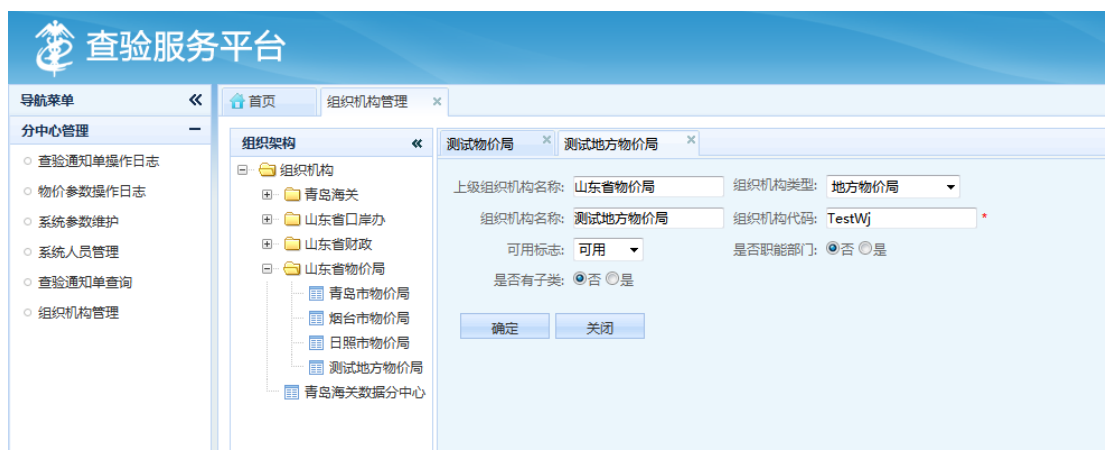 查验服务平台
导航菜单
首页
组织机构管理
分中心管理
查验通知单操作日志
物价参数操作日志
系统参数维护
系统人员管理
查验通知单查询
组织机构管理
组织架构
组织机构
青岛海关
山东省口岸办
山东省财政
山东省物价局
青岛市物价局
烟台市物价局
日照市物价局
测试地方物价局
青岛海关数据分中心
测试物价局
测试地方物价局
上级组织机构名称: 山东省物价局 组织机构类型: 地方物价局
组织机构名称: 测试地方物价局 组织机构代码: TestWj *
可用标志: 可用 是否职能部门: 否 是
是否有子类: 否 是
确定 关闭